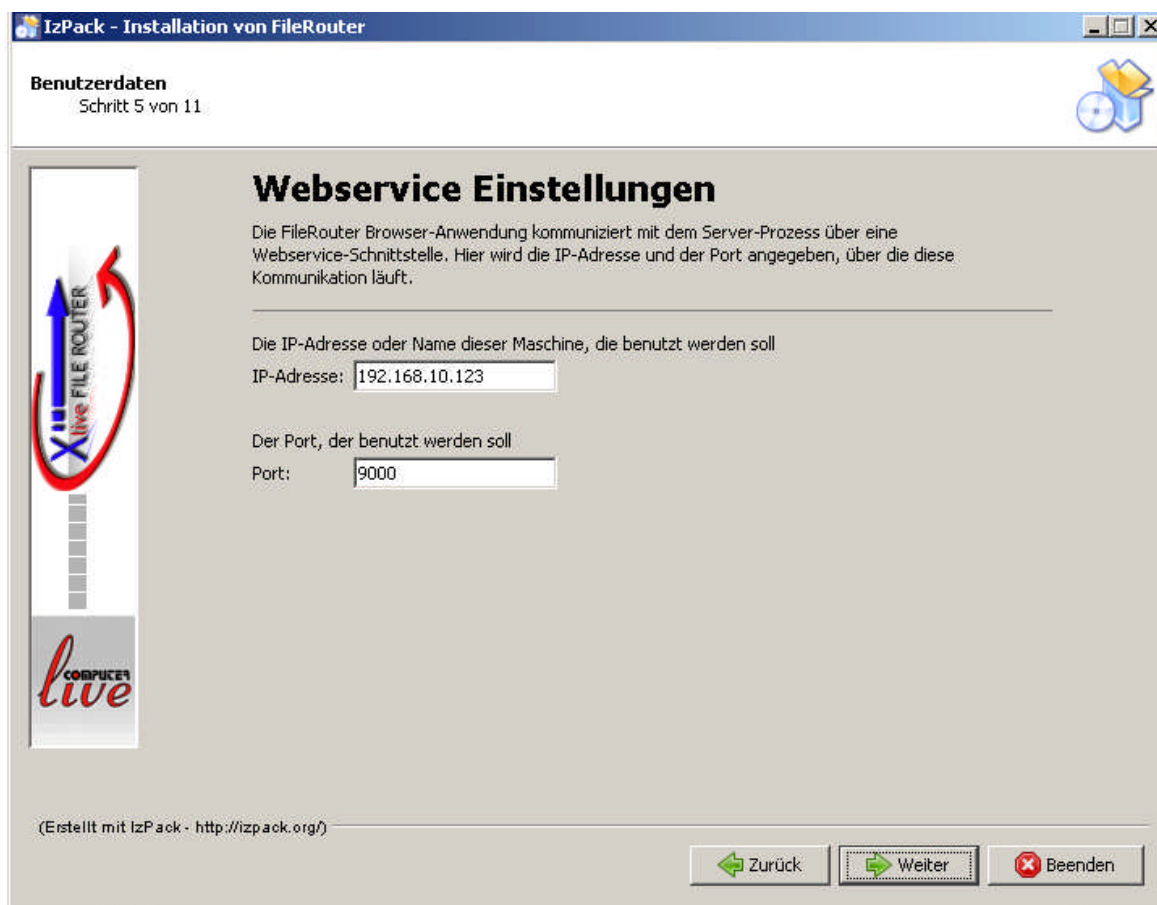 IzPack - Installation von FileRouter
Benutzerdaten
Schritt 5 von 11
Webservice Einstellungen
Die FileRouter Browser-Anwendung kommuniziert mit dem Server-Prozess über eine
Webservice-Schnittstelle. Hier wird die IP-Adresse und der Port angegeben, über die diese
Kommunikation läuft.
Die IP-Adresse oder Name dieser Maschine, die benutzt werden soll
IP-Adresse: 192.168.10.123
Der Port, der benutzt werden soll
Port: 9000
live FILE ROUTER
COMPUTER
live
(Erstellt mit IzPack - http://izpack.org/)
Zurück
Weiter
Beenden